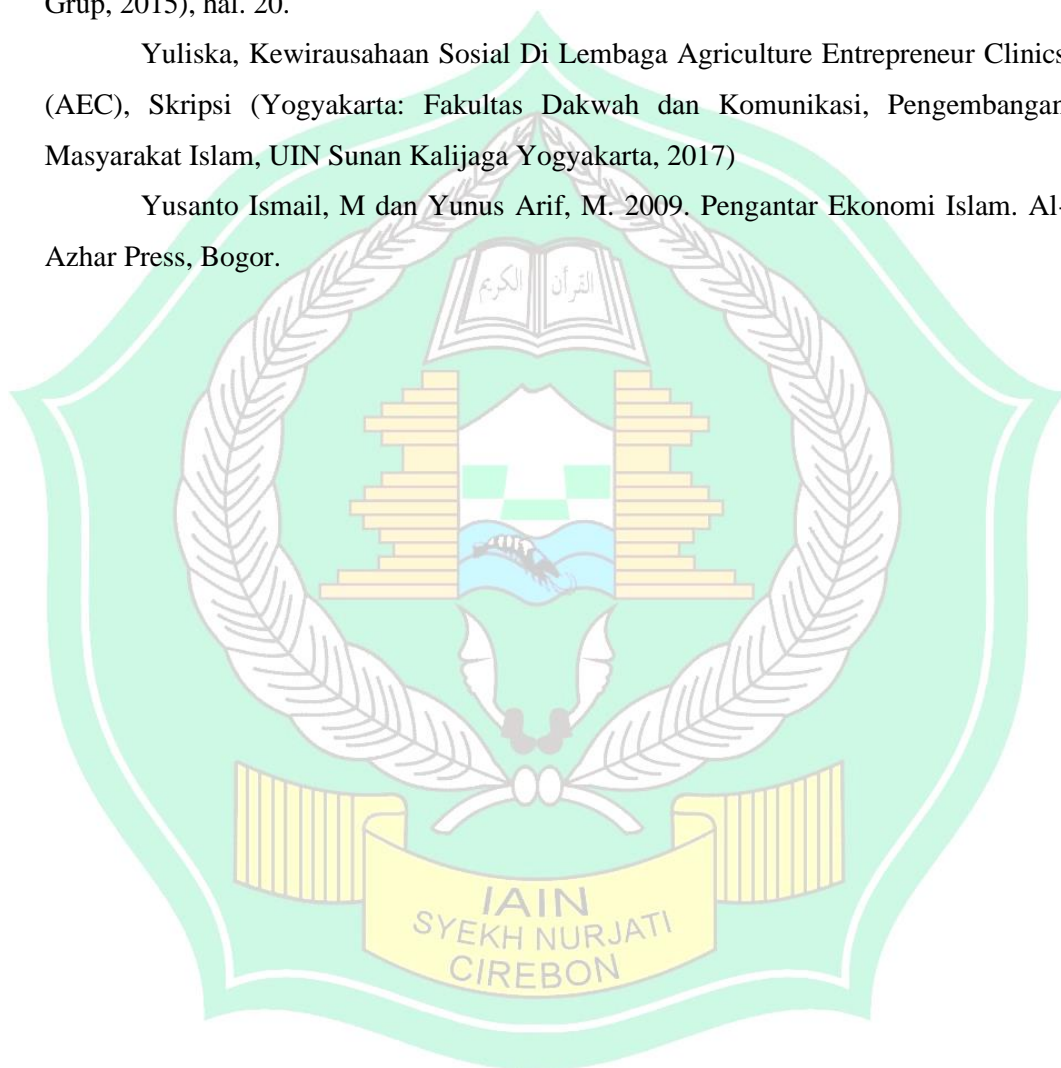 Grup, 2015), hal. 20.
Yuliska, Kewirausahaan Sosial Di Lembaga Agriculture Entrepreneur Clinics
(AEC), Skripsi (Yogyakarta: Fakultas Dakwah dan Komunikasi, Pengembangan
Masyarakat Islam, UIN Sunan Kalijaga Yogyakarta, 2017)
Yusanto Ismail, M dan Yunus Arif, M. 2009. Pengantar Ekonomi Islam. Al-
Azhar Press, Bogor.
القرأن الكريم
IAIN
SYEKH NURJATI
CIREBON